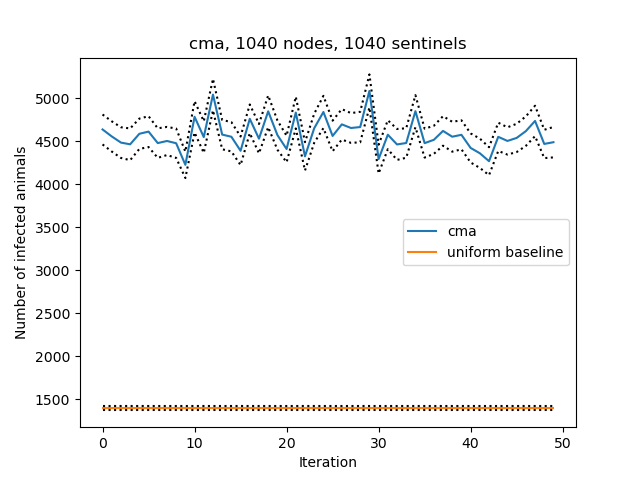 cma, 1040 nodes, 1040 sentinels
Number of infected animals
5000
4500
4000
3500
3000
2500
2000
1500
cma
uniform baseline
0
10
20
30
40
50
Iteration